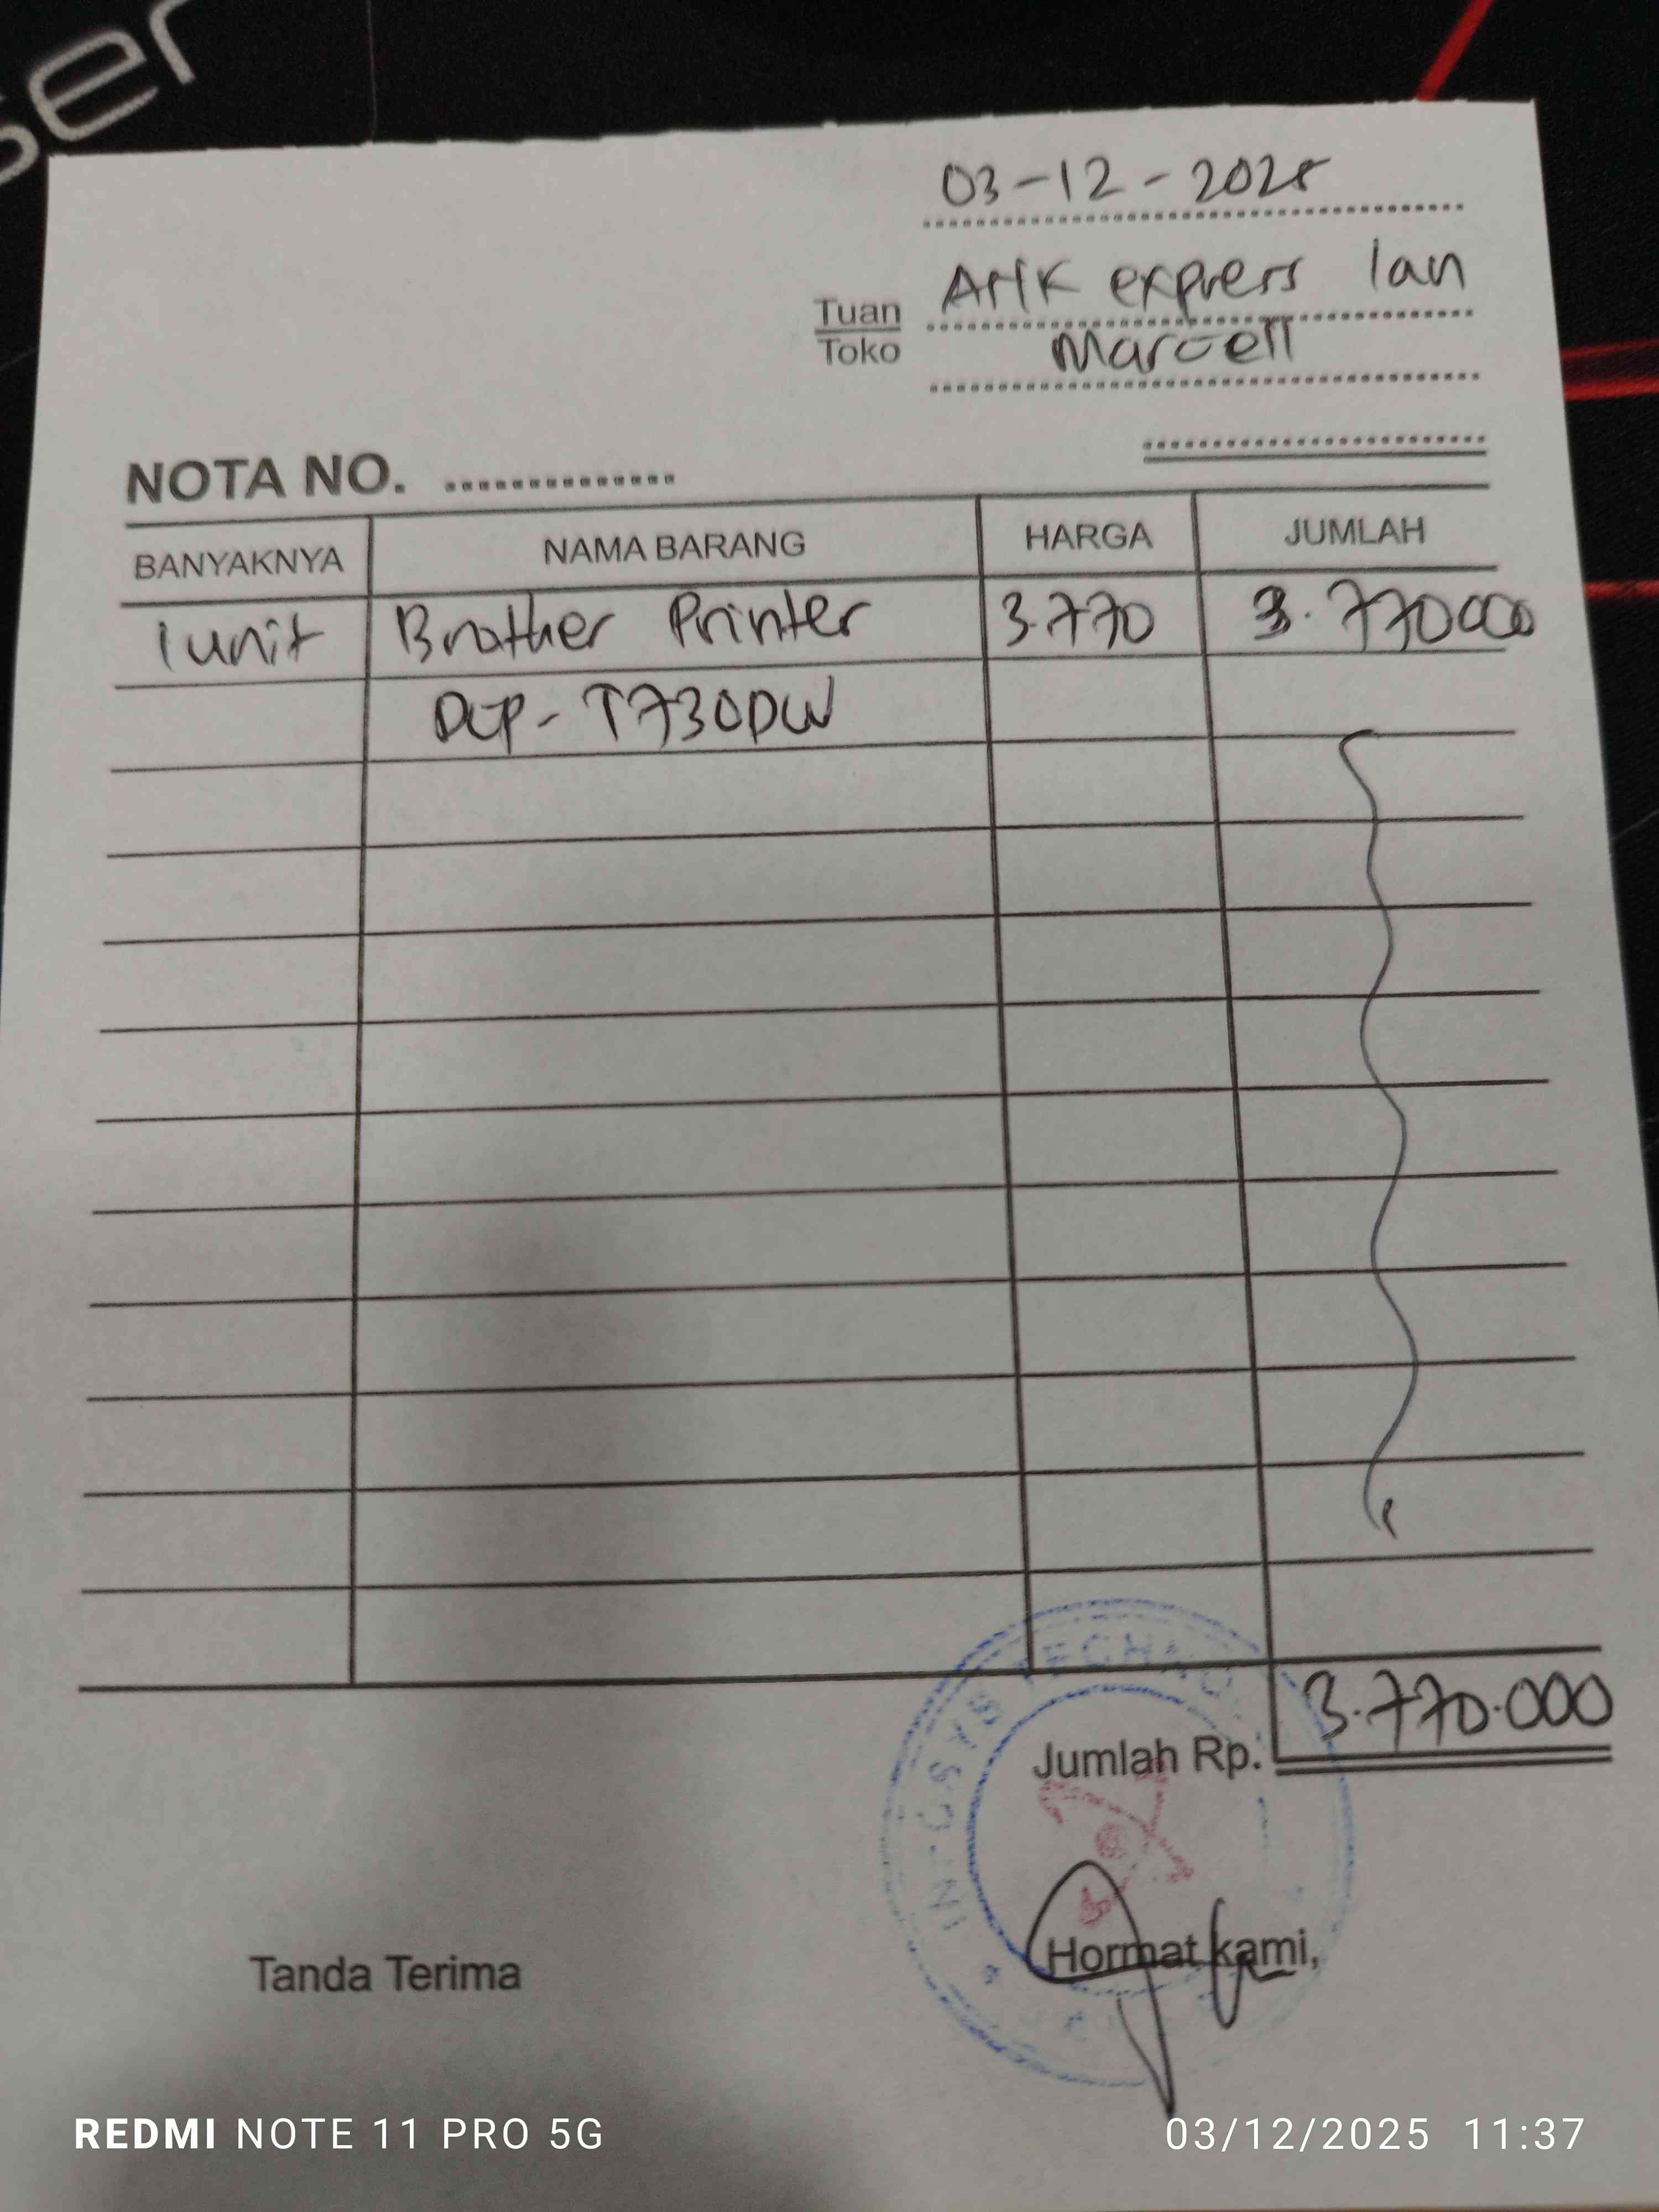 ser
03-12-2025
Tuan
Toko
AHK express Ian
Marcell
NOTA NO. ..............
BANYAKNYA NAMA BARANG HARGA JUMLAH
1 unit Brother Printer 3.770 3.770000
DCP-T730DW
Jumlah Rp. 3.770.000
Tanda Terima
Hormat kami,
REDMI NOTE 11 PRO 5G
03/12/2025 11:37